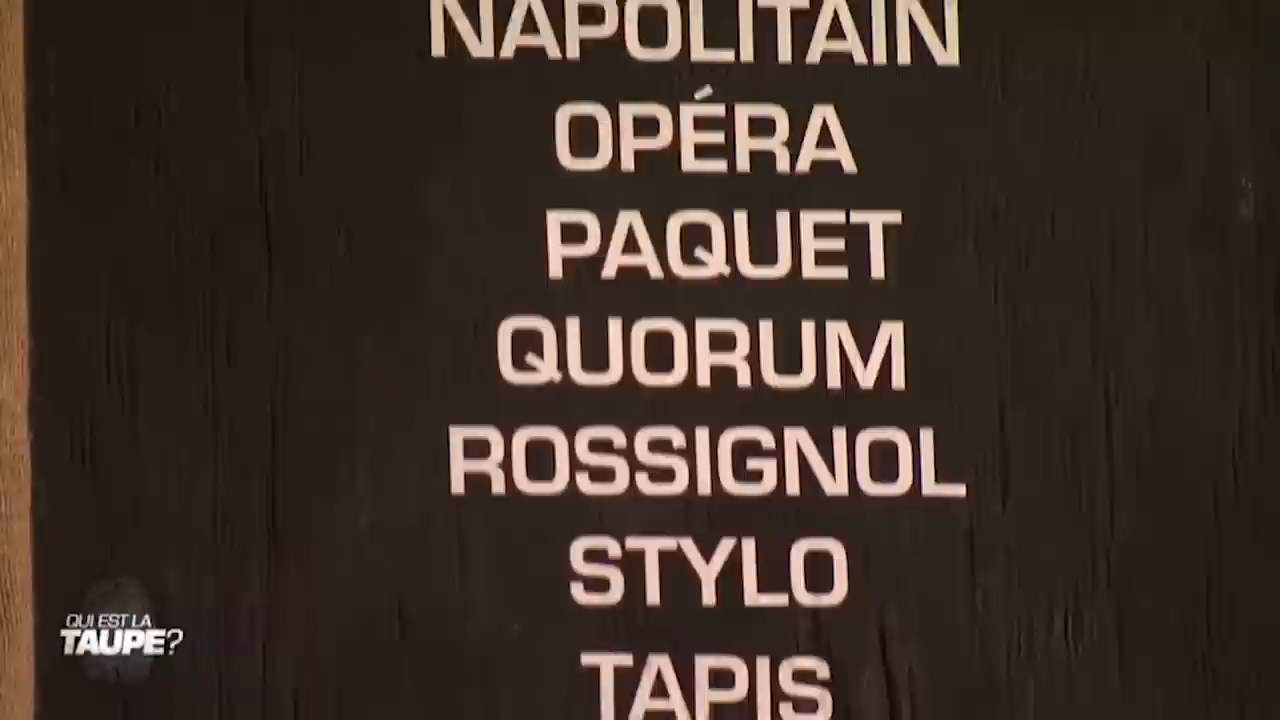 NAPOLITAIN
OPÉRA
PAQUET
QUORUM
ROSSIGNOL
STYLO
TAPIS
QUI EST LA
TAUPE?